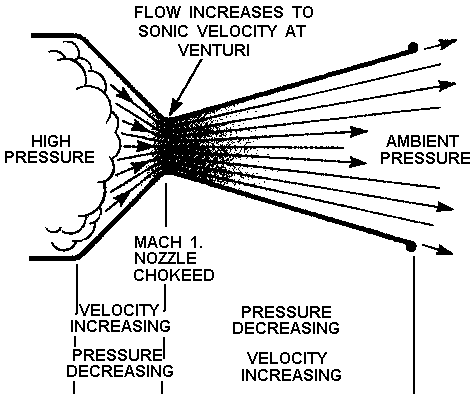 FLOW INCREASES TO
SONIC VELOCITY AT
VENTURI
HIGH
PRESSURE
AMBIENT
PRESSURE
MACH 1.
NOZZLE
CHOKEED
VELOCITY
INCREASING
PRESSURE
DECREASING
PRESSURE
DECREASING
VELOCITY
INCREASING